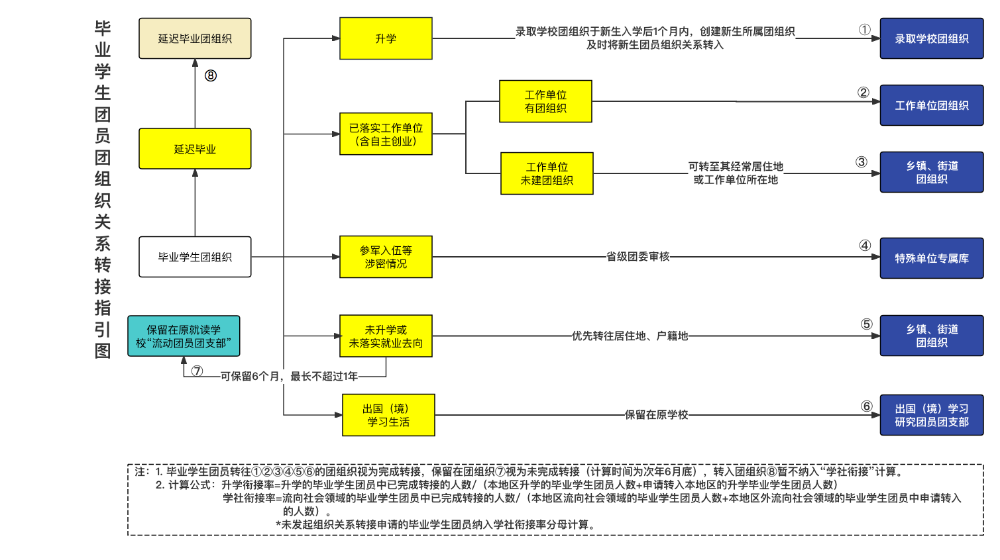 毕业学生团员团组织关系转接指引图
延迟毕业团组织
⑧
延迟毕业
毕业学生团组织
保留在原就读学
校“流动团员团支部”
⑦
可保留6个月，最长不超过1年
升学
录取学校团组织于新生入学后1个月内，创建新生所属团组织
及时将新生团员组织关系转入
①
录取学校团组织
已落实工作单位
（含自主创业）
工作单位
有团组织
②
工作单位团组织
工作单位
未建团组织
可转至其经常居住地
或工作单位所在地
③
乡镇、街道
团组织
参军入伍等
涉密情况
省级团委审核
④
特殊单位专属库
未升学或
未落实就业去向
优先转往居住地、户籍地
⑤
乡镇、街道
团组织
出国（境）
学习生活
保留在原学校
⑥
出国（境）学习
研究团员团支部
注：1. 毕业学生团员转往①②③④⑤⑥的团组织视为完成转接，保留在团组织⑦视为未完成转接（计算时间为次年6月底），转入团组织⑧暂不纳入“学社衔接”计算。
2. 计算公式：升学衔接率=升学的毕业学生团员中已完成转接的人数/（本地区升学的毕业学生团员人数+申请转入本地区的升学毕业学生团员人数）
学社衔接率=流向社会领域的毕业学生团员中已完成转接的人数/（本地区流向社会领域的毕业学生团员人数+本地区外流向社会领域的毕业学生团员中申请转入
的人数）。
*未发起组织关系转接申请的毕业学生团员纳入学社衔接率分母计算。